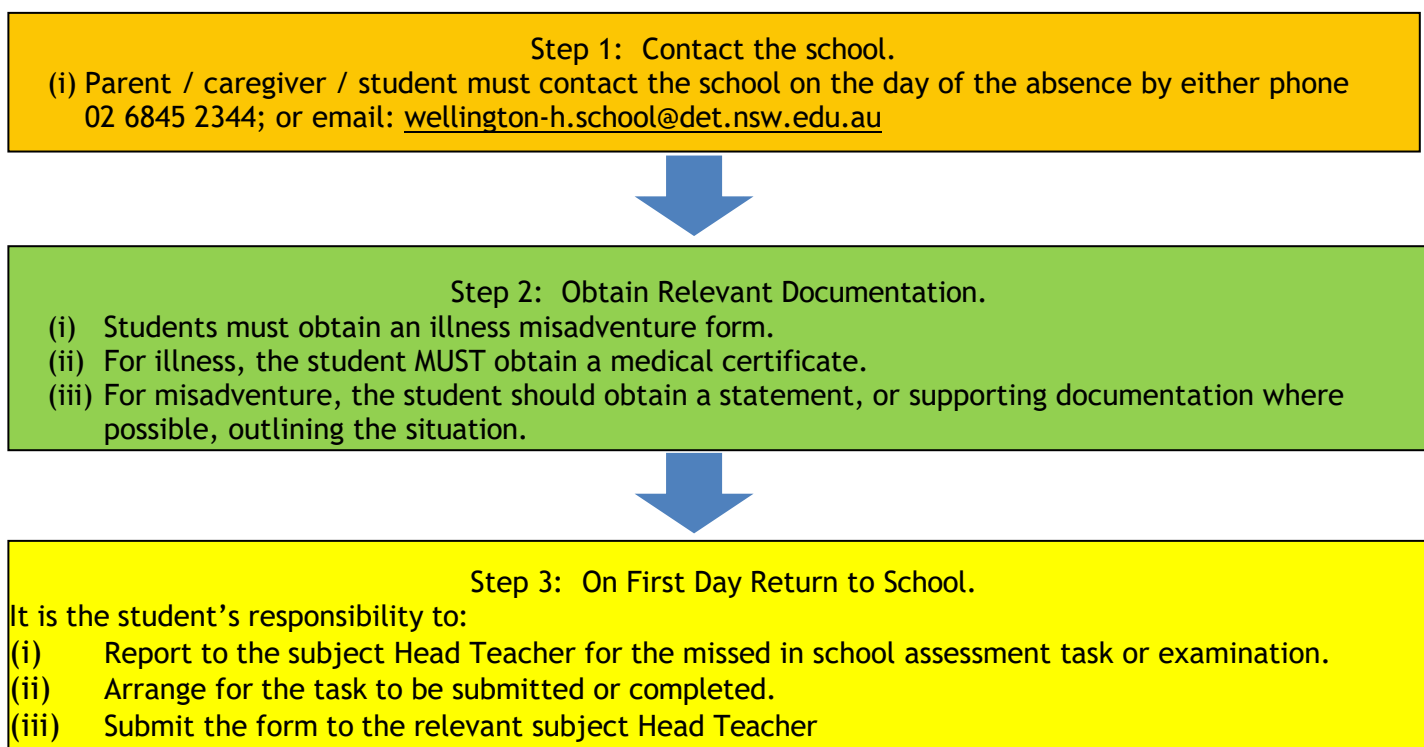 Step 1: Contact the school.
(i) Parent / caregiver / student must contact the school on the day of the absence by either phone
02 6845 2344; or email: wellington-h.school@det.nsw.edu.au
Step 2: Obtain Relevant Documentation.
(i) Students must obtain an illness misadventure form.
(ii) For illness, the student MUST obtain a medical certificate.
(iii) For misadventure, the student should obtain a statement, or supporting documentation where
possible, outlining the situation.
Step 3: On First Day Return to School.
It is the student’s responsibility to:
(i) Report to the subject Head Teacher for the missed in school assessment task or examination.
(ii) Arrange for the task to be submitted or completed.
(iii) Submit the form to the relevant subject Head Teacher